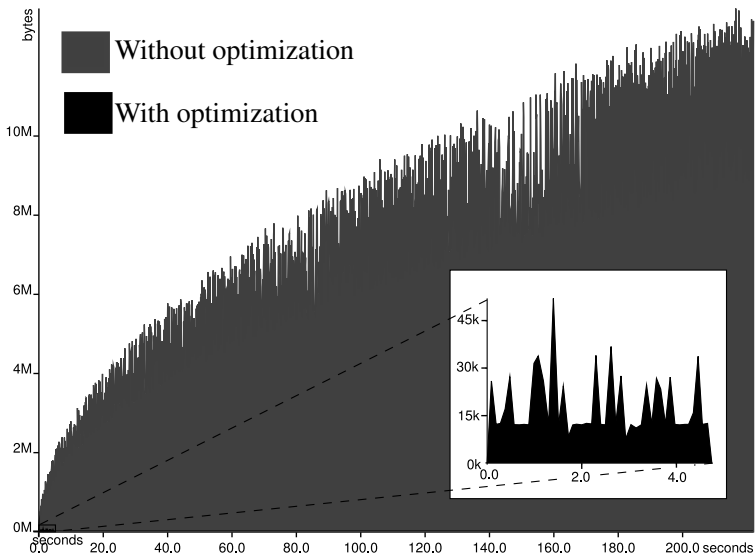 bytes
Without optimization
With optimization
10M
8M
6M
4M
2M
0M
seconds
0.0 20.0 40.0 60.0 80.0 100.0 120.0 140.0 160.0 180.0 200.0 seconds
45k
30k
15k
0k
0.0 2.0 4.0